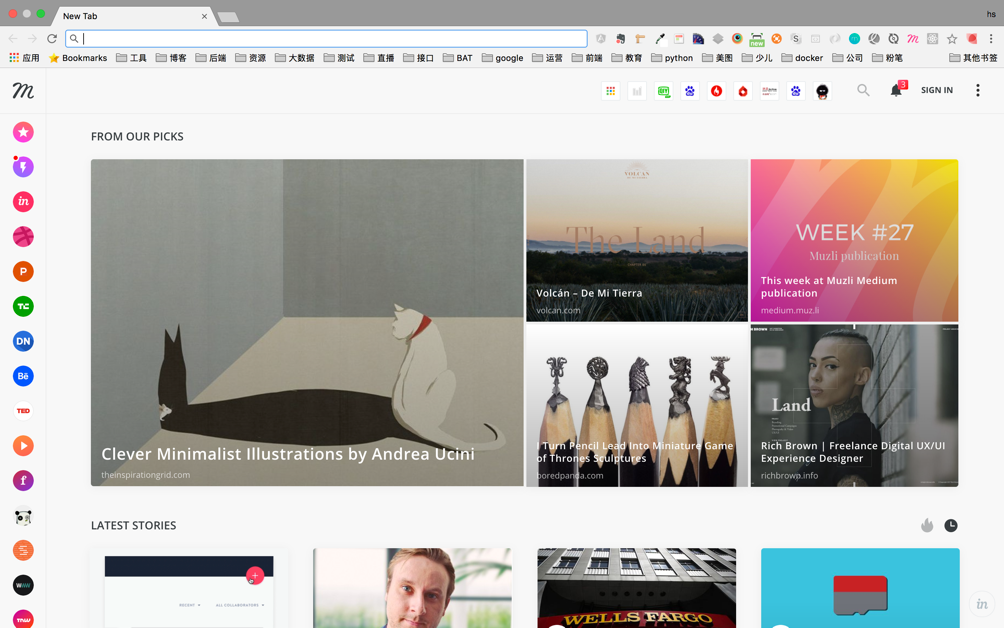 New Tab
hs
new
应用
Bookmarks
工具
博客
后端
资源
大数据
测试
直播
接口
BAT
google
运营
前端
教育
python
美图
少儿
docker
公司
粉笔
其他书签
3
SIGN IN
FROM OUR PICKS
Clever Minimalist Illustrations by Andrea Ucini
theinspirationgrid.com
VOLCAN
The Land
Volcán – De Mi Tierra
volcan.com
WEEK #27
Muzli publication
This week at Muzli Medium
publication
medium.muz.li
I Turn Pencil Lead Into Miniature Game
of Thrones Sculptures
boredpanda.com
Land
Rich Brown | Freelance Digital UX/UI
Experience Designer
richbrown.info
in
P
TC
DN
Bē
TED
f
LATEST STORIES
RECENT
ALL COLLABORATORS
WELLS FARGO
in